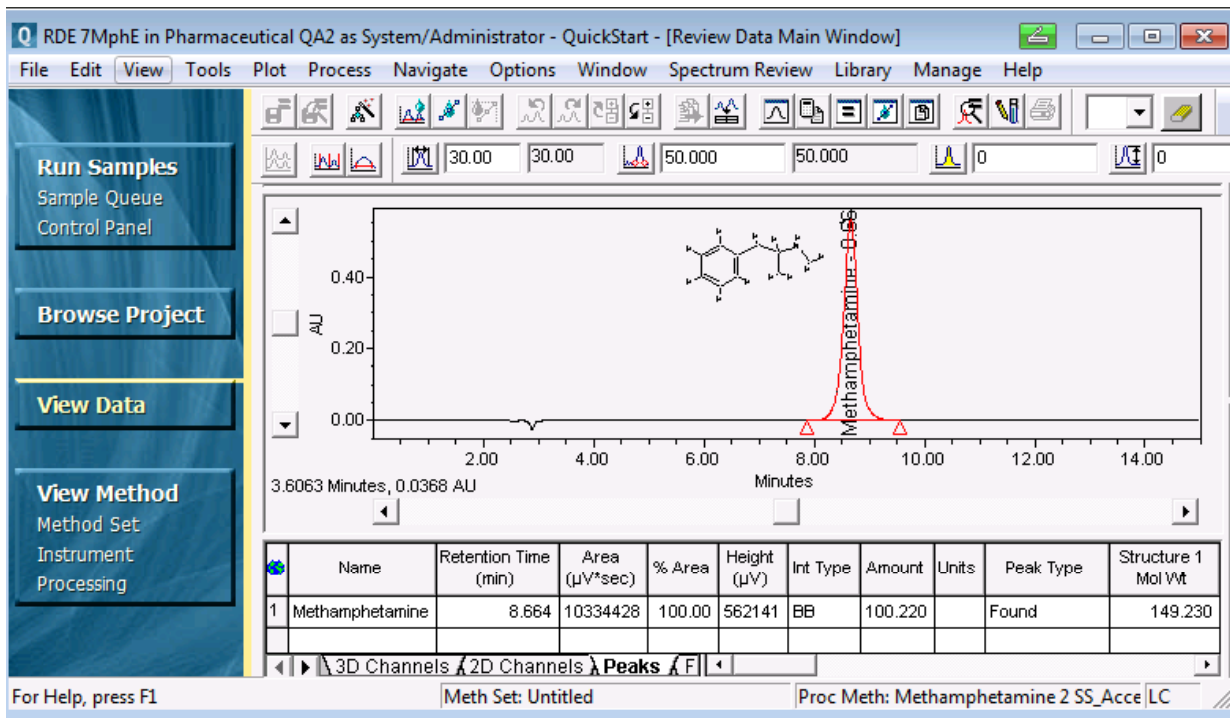 RDE 7MphE in Pharmaceutical QA2 as System/Administrator - QuickStart - [Review Data Main Window]
File Edit View Tools Plot Process Navigate Options Window Spectrum Review Library Manage Help
30.00 30.00 50.000 50.000 0 0
Run Samples
Sample Queue
Control Panel
Browse Project
View Data
View Method
Method Set
Instrument
Processing
AU
0.40
0.20
0.00
Methamphetamine
2.00 4.00 6.00 8.00 10.00 12.00 14.00
Minutes
3.6063 Minutes, 0.0368 AU
Name Retention Time (min) Area (µV*sec) % Area Height (µV) Int Type Amount Units Peak Type Structure 1 Mol Wt
1 Methamphetamine 8.664 10334428 100.00 562141 BB 100.220 Found 149.230
3D Channels 2D Channels Peaks F
For Help, press F1 Meth Set: Untitled Proc Meth: Methamphetamine 2 SS_Acce LC